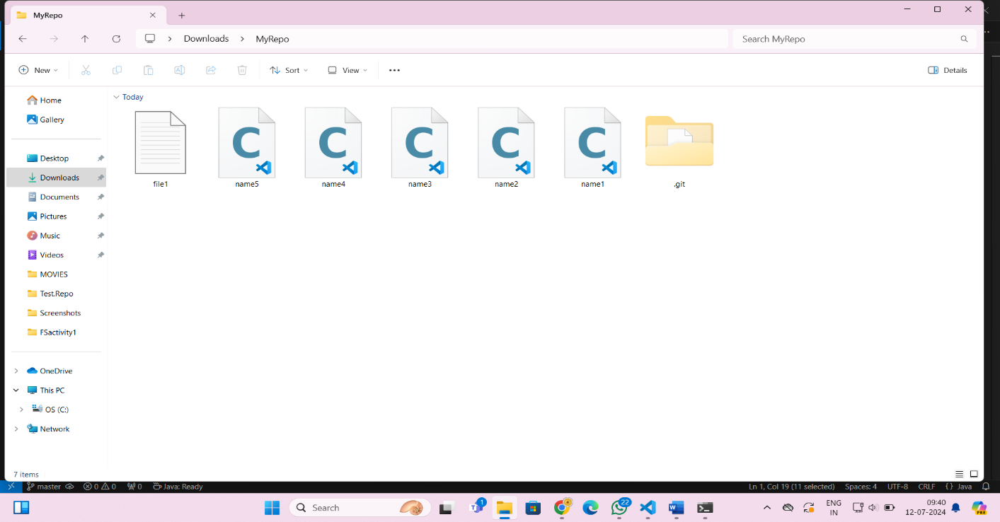 MyRepo
Downloads
MyRepo
Search MyRepo
New
Sort
View
Details
Home
Gallery
Desktop
Downloads
Documents
Pictures
Music
Videos
MOVIES
Test.Repo
Screenshots
FSactivity1
OneDrive
This PC
OS (C:)
Network
Today
C
C
C
C
C
file1
name5
name4
name3
name2
name1
.git
7 items
master
0
0
0
Java: Ready
Ln 1, Col 19 (11 selected)
Spaces: 4
UTF-8
CRLF
{ } Java
Search
T
1
22
W
ENG
IN
09:40
12-07-2024
PRE